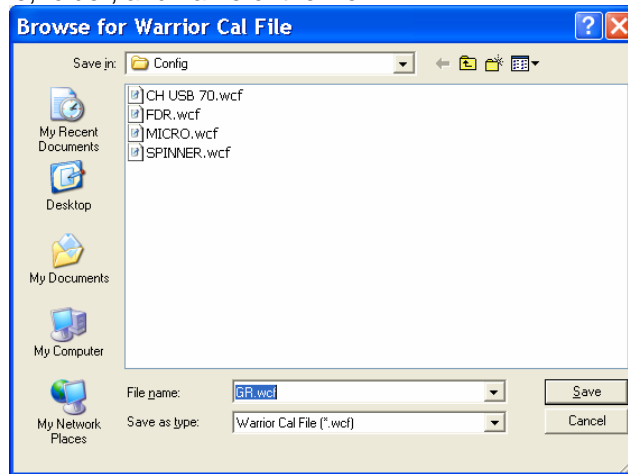 Browse for Warrior Cal File
Save in:
Config
My Recent
Documents
Desktop
My Documents
My Computer
My Network
Places
CH USB 70.wcf
FDR.wcf
MICRO.wcf
SPINNER.wcf
File name:
GR.wcf
Save
Save as type:
Warrior Cal File (*.wcf)
Cancel